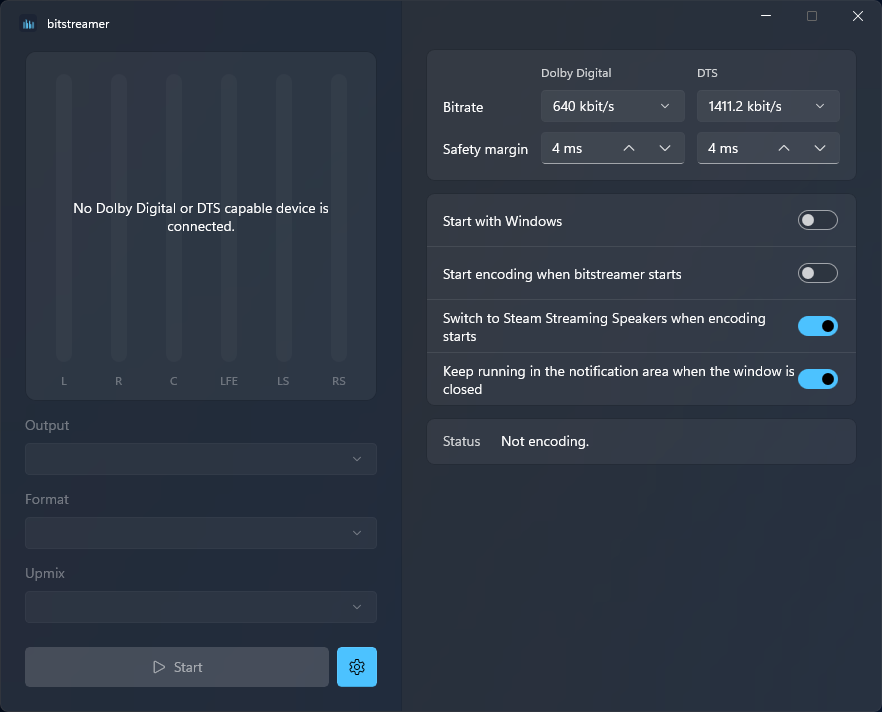 bitstreamer
No Dolby Digital or DTS capable device is
connected.
L R C LFE LS RS
Output
Format
Upmix
Start
Dolby Digital DTS
Bitrate 640 kbit/s 1411.2 kbit/s
Safety margin 4 ms 4 ms
Start with Windows
Start encoding when bitstreamer starts
Switch to Steam Streaming Speakers when encoding
starts
Keep running in the notification area when the window is
closed
Status Not encoding.